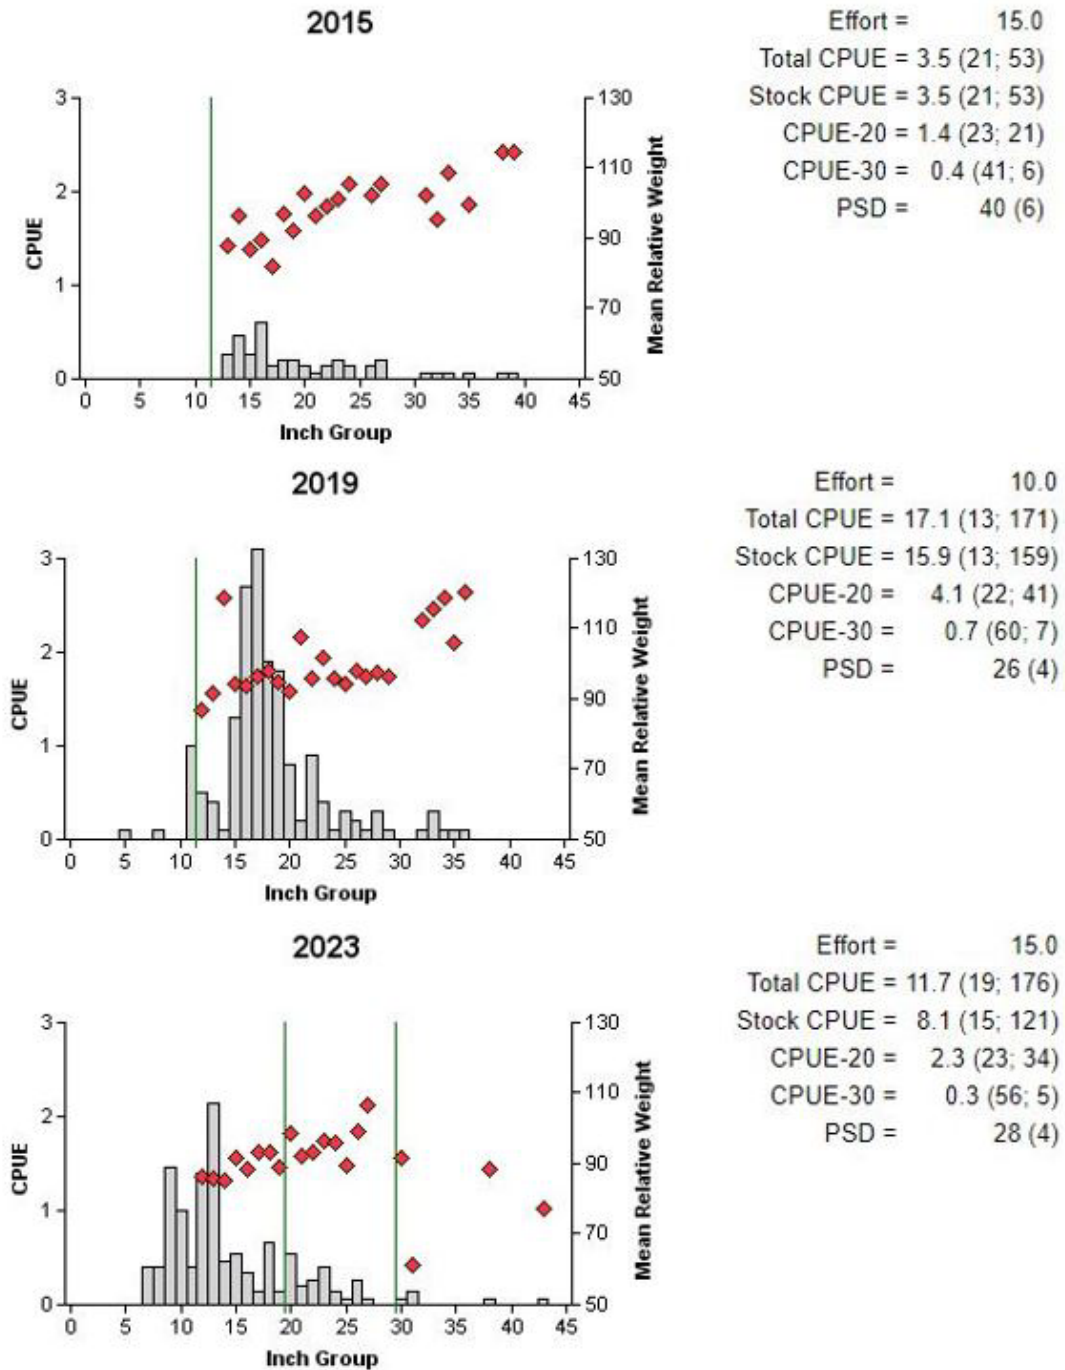 2015
Effort = 15.0
Total CPUE = 3.5 (21; 53)
Stock CPUE = 3.5 (21; 53)
CPUE-20 = 1.4 (23; 21)
CPUE-30 = 0.4 (41; 6)
PSD = 40 (6)
3
2
1
0
CPUE
130
110
90
70
50
Mean Relative Weight
0 5 10 15 20 25 30 35 40 45
Inch Group
2019
Effort = 10.0
Total CPUE = 17.1 (13; 171)
Stock CPUE = 15.9 (13; 159)
CPUE-20 = 4.1 (22; 41)
CPUE-30 = 0.7 (60; 7)
PSD = 26 (4)
3
2
1
0
CPUE
130
110
90
70
50
Mean Relative Weight
0 5 10 15 20 25 30 35 40 45
Inch Group
2023
Effort = 15.0
Total CPUE = 11.7 (19; 176)
Stock CPUE = 8.1 (15; 121)
CPUE-20 = 2.3 (23; 34)
CPUE-30 = 0.3 (56; 5)
PSD = 28 (4)
3
2
1
0
CPUE
130
110
90
70
50
Mean Relative Weight
0 5 10 15 20 25 30 35 40 45
Inch Group